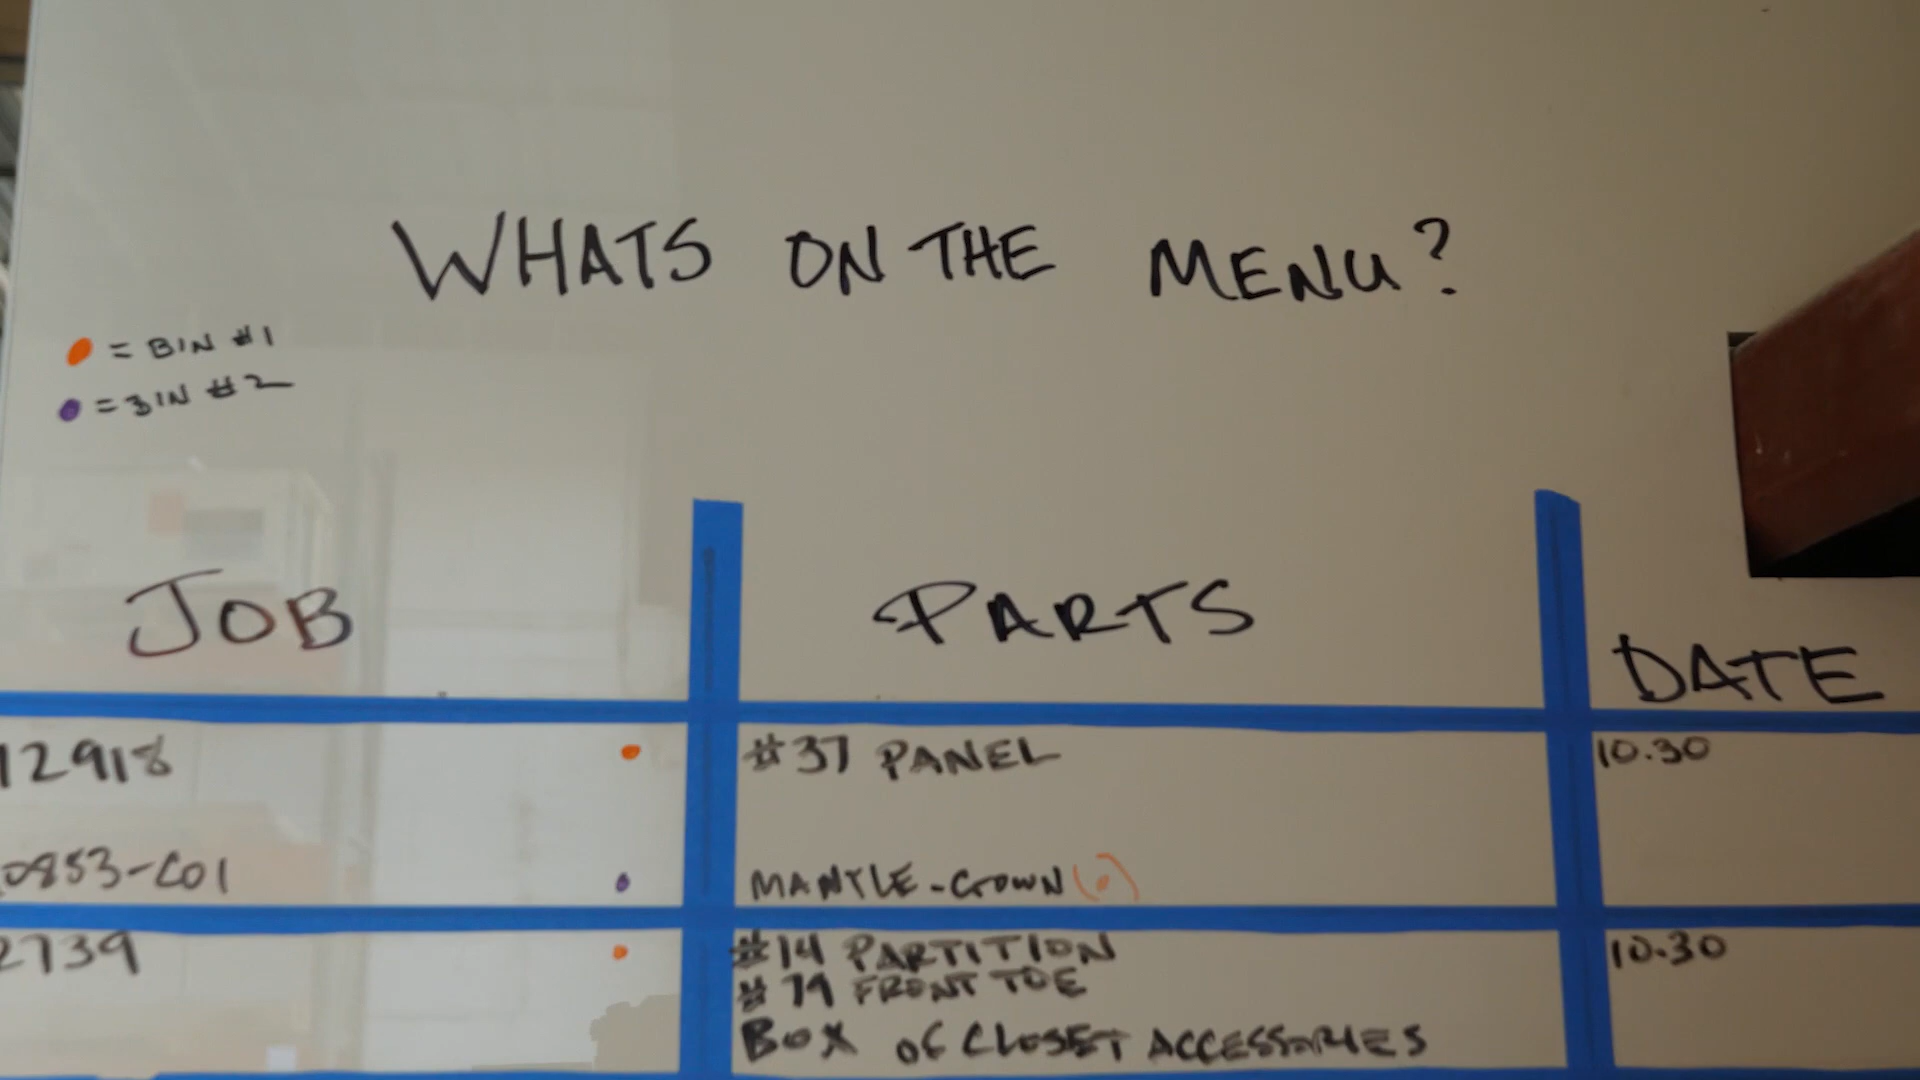 WHATS ON THE MENU?
= BIN #1
= BIN #2
JOB PARTS DATE
12918 #37 PANEL 10.30
0853-C01 MANTLE-CROWN
2739 #14 PARTITION 10.30
#79 FRONT TOE
BOX OF CLOSET ACCESSORIES